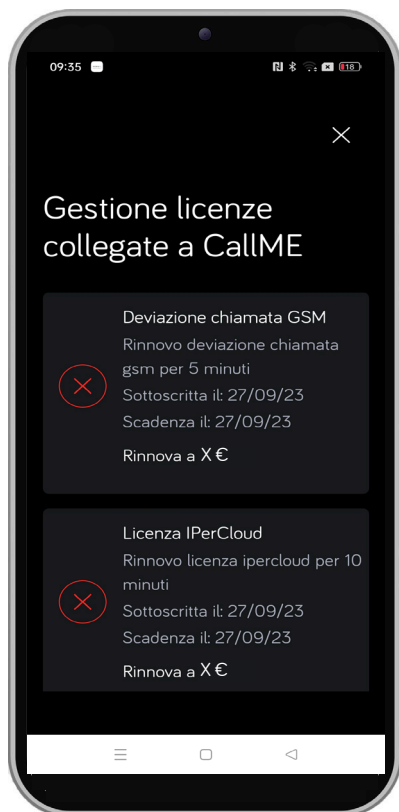 09:35
18
Gestione licenze
collegate a CallME
Deviazione chiamata GSM
Rinnovo deviazione chiamata
gsm per 5 minuti
Sottoscritta il: 27/09/23
Scadenza il: 27/09/23
Rinnova a X €
Licenza IPerCloud
Rinnovo licenza ipercloud per 10
minuti
Sottoscritta il: 27/09/23
Scadenza il: 27/09/23
Rinnova a X €